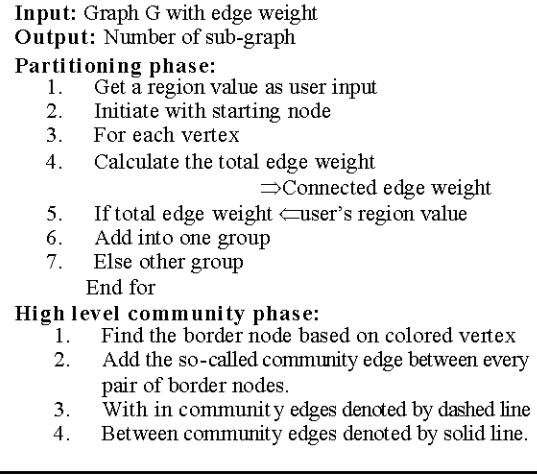 Input: Graph G with edge weight
Output: Number of sub-graph
Partitioning phase:
1. Get a region value as user input
2. Initiate with starting node
3. For each vertex
4. Calculate the total edge weight
⇒Connected edge weight
5. If total edge weight ⇐user's region value
6. Add into one group
7. Else other group
End for
High level community phase:
1. Find the border node based on colored vertex
2. Add the so-called community edge between every
pair of border nodes.
3. With in community edges denoted by dashed line
4. Between community edges denoted by solid line.